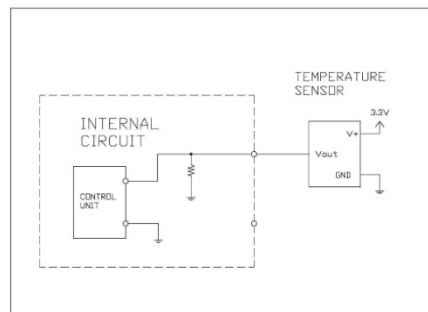 TEMPERATURE
SENSOR
3.3V
INTERNAL
CIRCUIT
V+
Vout
GND
CONTROL
UNIT